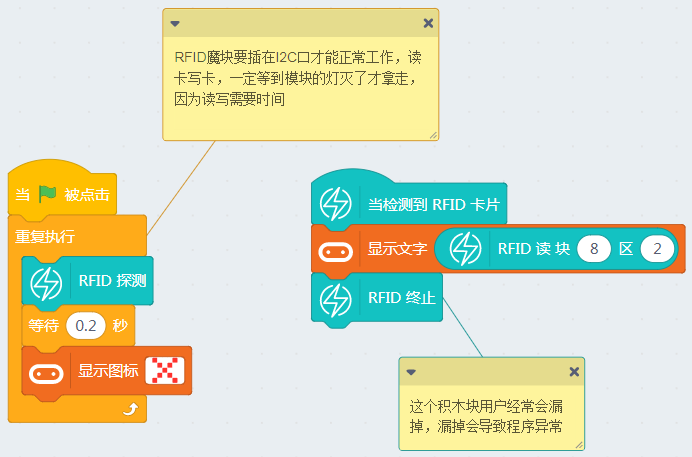 RFID魔块要插在I2C口才能正常工作，读
卡写卡，一定等到模块的灯灭了才拿走，
因为读写需要时间
当 被点击
重复执行
RFID 探测
等待 0.2 秒
显示图标
当检测到 RFID 卡片
显示文字 RFID 读 块 8 区 2
RFID 终止
这个积木块用户经常会漏
掉，漏掉会导致程序异常